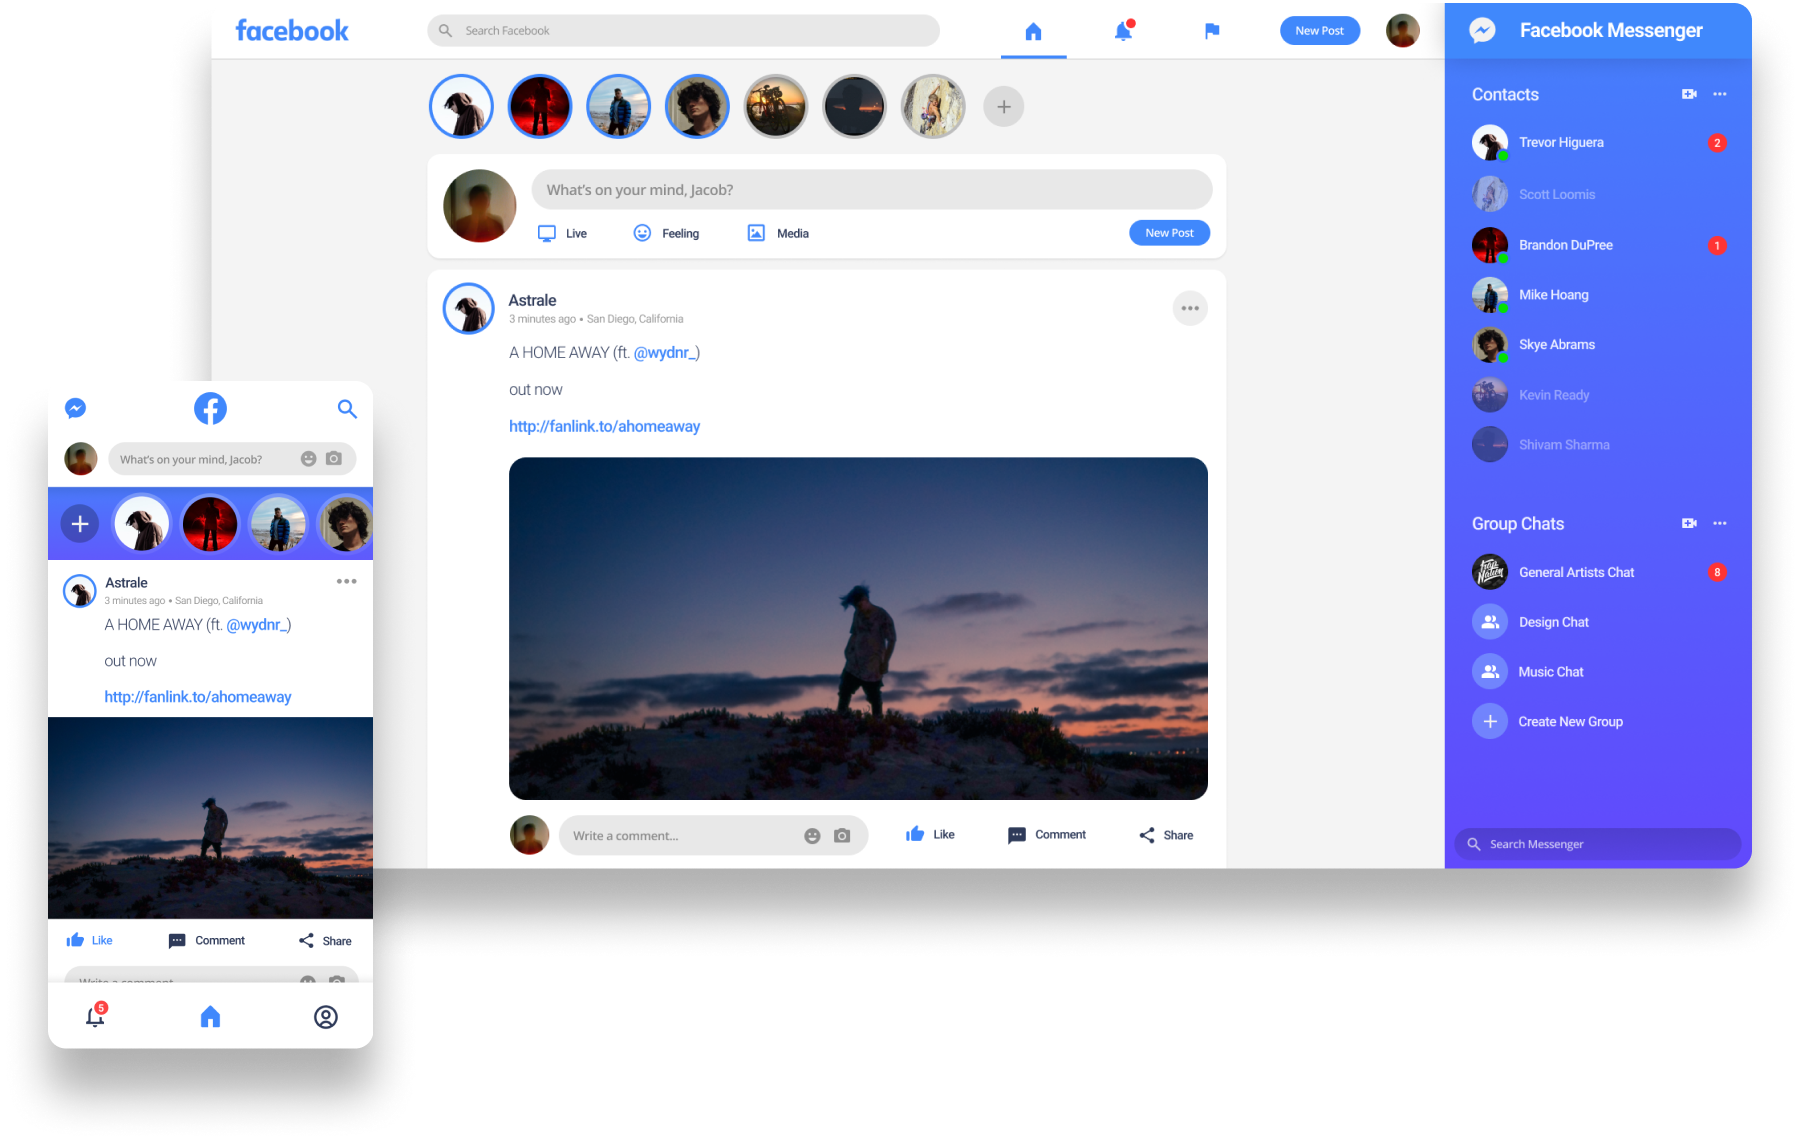 facebook
Search Facebook
New Post
What's on your mind, Jacob?
Live
Feeling
Media
New Post
Astrale
3 minutes ago • San Diego, California
A HOME AWAY (ft. @wydnr_)
out now
http://fanlink.to/ahomeaway
Write a comment...
Like
Comment
Share
Facebook Messenger
Contacts
Trevor Higuera
2
Scott Loomis
Brandon DuPree
1
Mike Hoang
Skye Abrams
Kevin Ready
Shivam Sharma
Group Chats
Trap Nation
General Artists Chat
8
Design Chat
Music Chat
Create New Group
Search Messenger
What's on your mind, Jacob?
Astrale
3 minutes ago • San Diego, California
A HOME AWAY (ft. @wydnr_)
out now
http://fanlink.to/ahomeaway
Like
Comment
Share
Write a comment
5